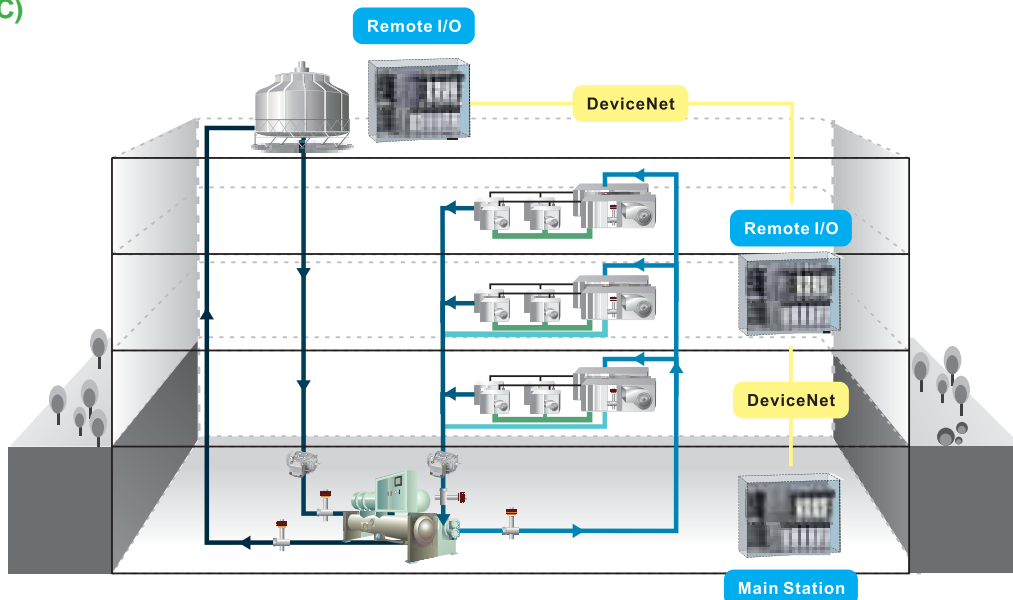 C)
Remote I/O
DeviceNet
Remote I/O
DeviceNet
Main Station